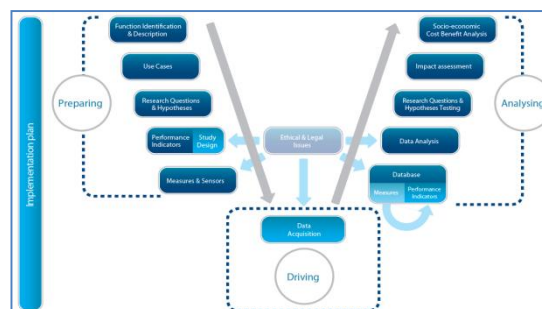 Implementation plan
Preparing
Function Identification
& Description
Use Cases
Research Questions
& Hypotheses
Performance
Indicators
Study
Design
Measures & Sensors
Ethical & Legal
Issues
Data
Acquisition
Driving
Socio-economic
Cost Benefit Analysis
Impact assessment
Research Questions &
Hypotheses Testing
Data Analysis
Database
Measures
Performance
Indicators
Analysing